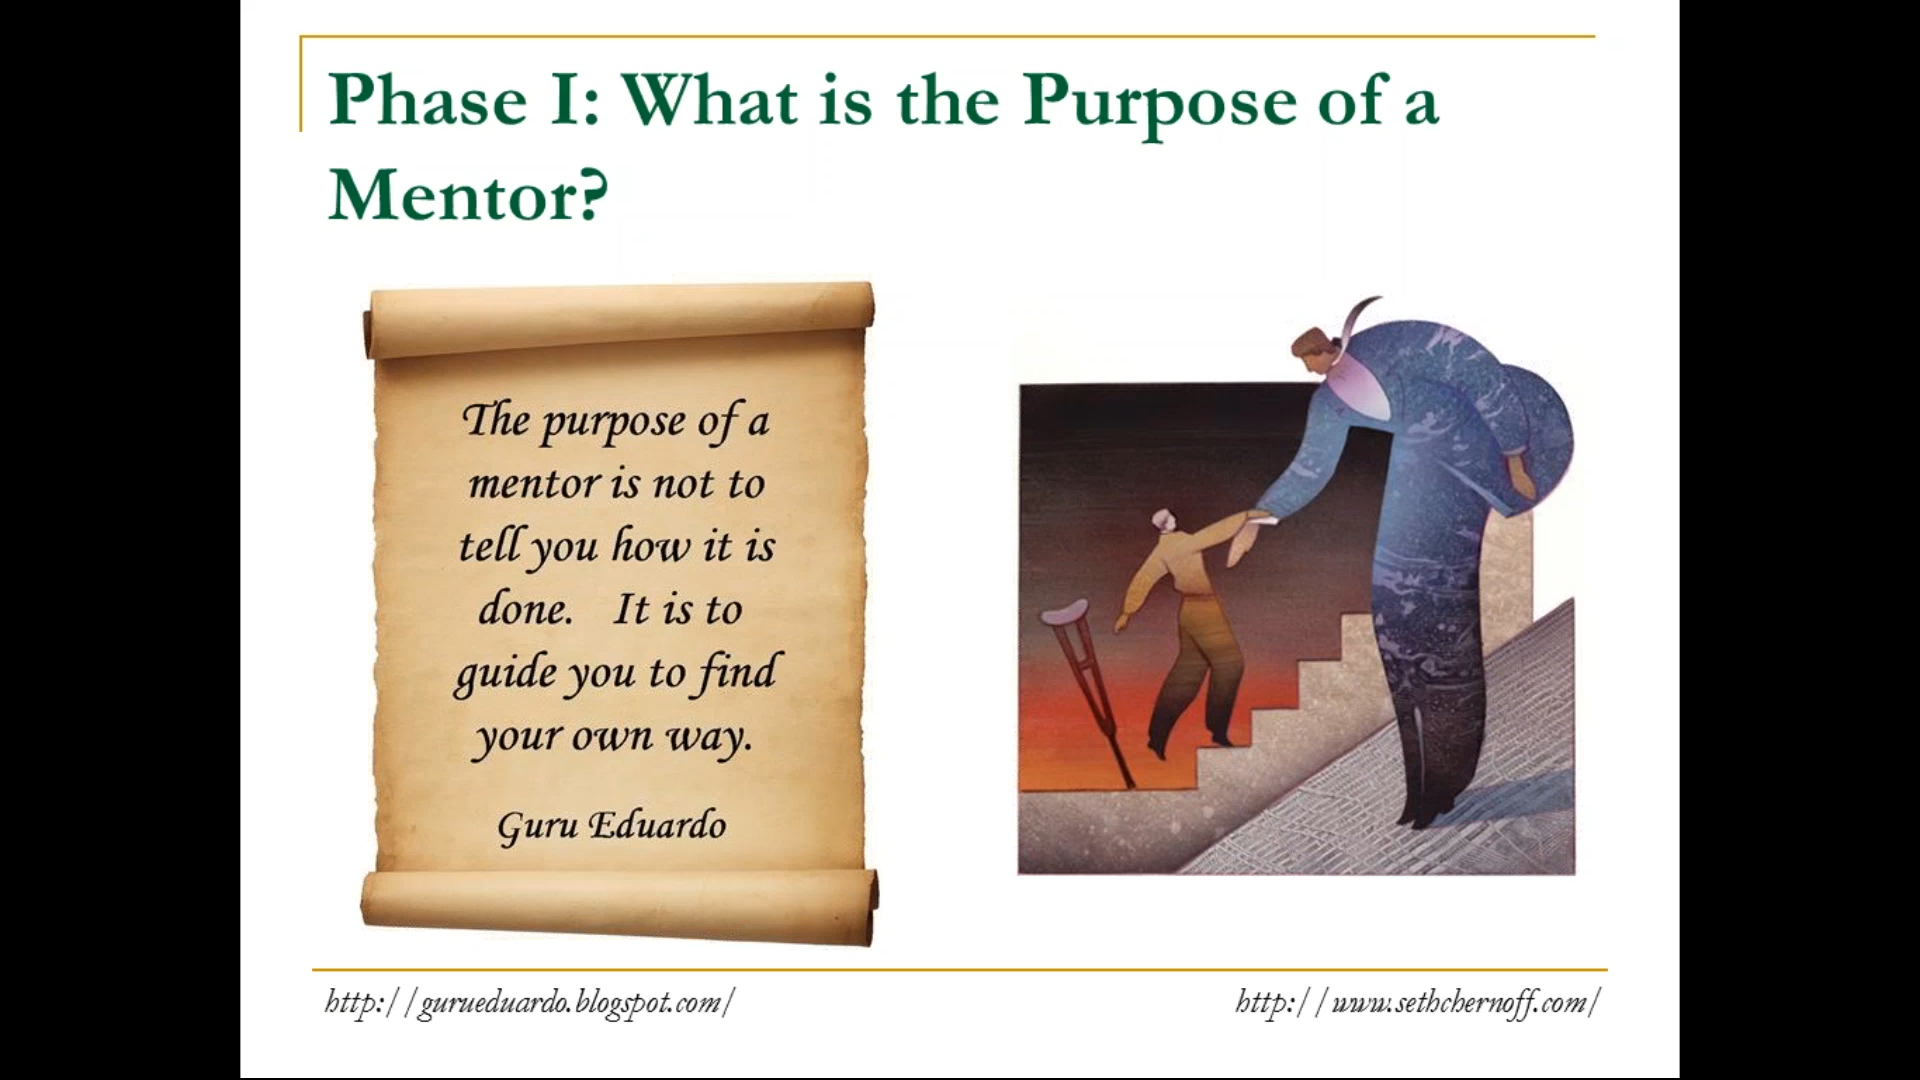 Phase I: What is the Purpose of a
Mentor?
The purpose of a
mentor is not to
tell you how it is
done. It is to
guide you to find
your own way.
Guru Eduardo
http://gurueduardo.blogspot.com/
http://www.sethchernoff.com/